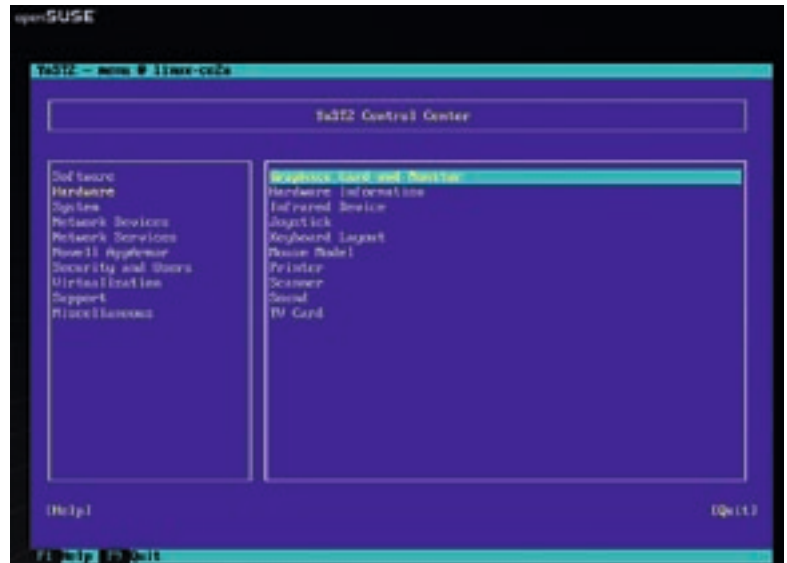 openSUSE
YaST2 - menu @ linux-co2a
YaST2 Control Center
Software
Hardware
System
Network Devices
Network Services
Novell AppArmor
Security and Users
Virtualization
Support
Miscellaneous
Graphics Card and Monitor
Hardware Information
Infrared Device
Joystick
Keyboard Layout
Mouse Model
Printer
Scanner
Sound
TV Card
[Help]
[Quit]
F1 Help F9 Quit